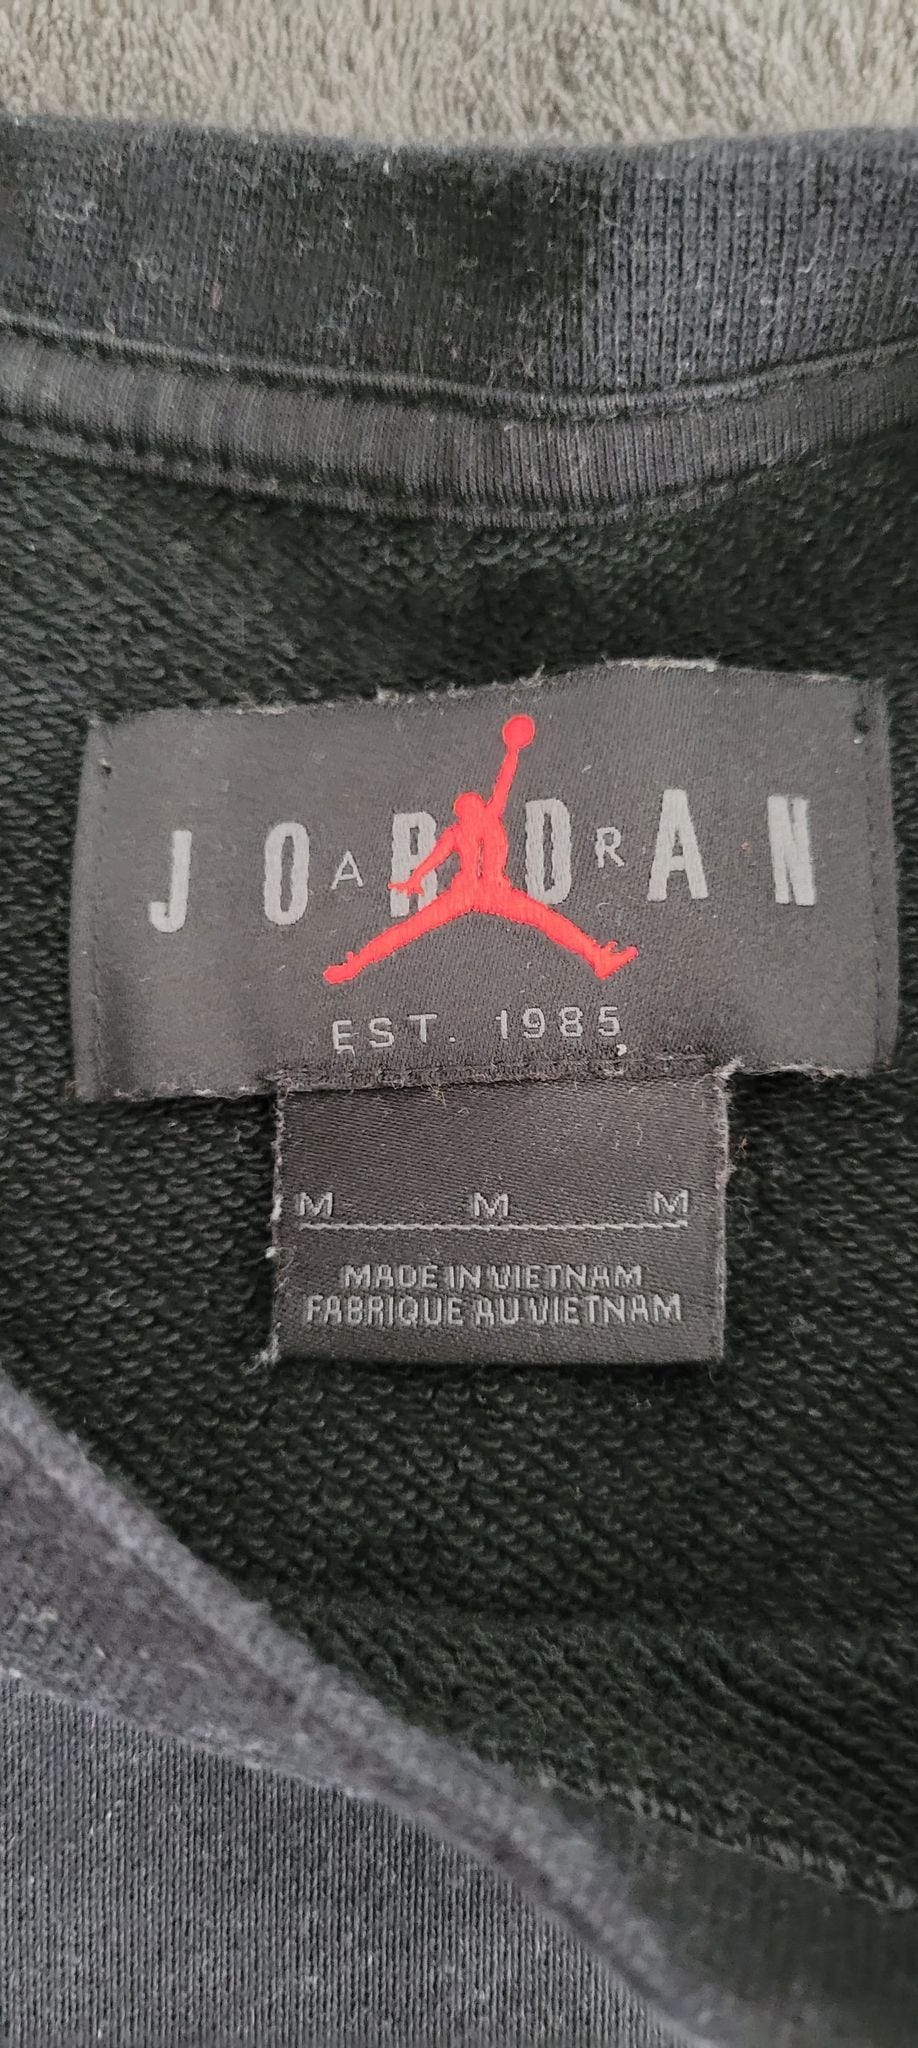 JORDAN
AIR
EST. 1985
M M M
MADE IN VIETNAM
FABRIQUE AU VIETNAM